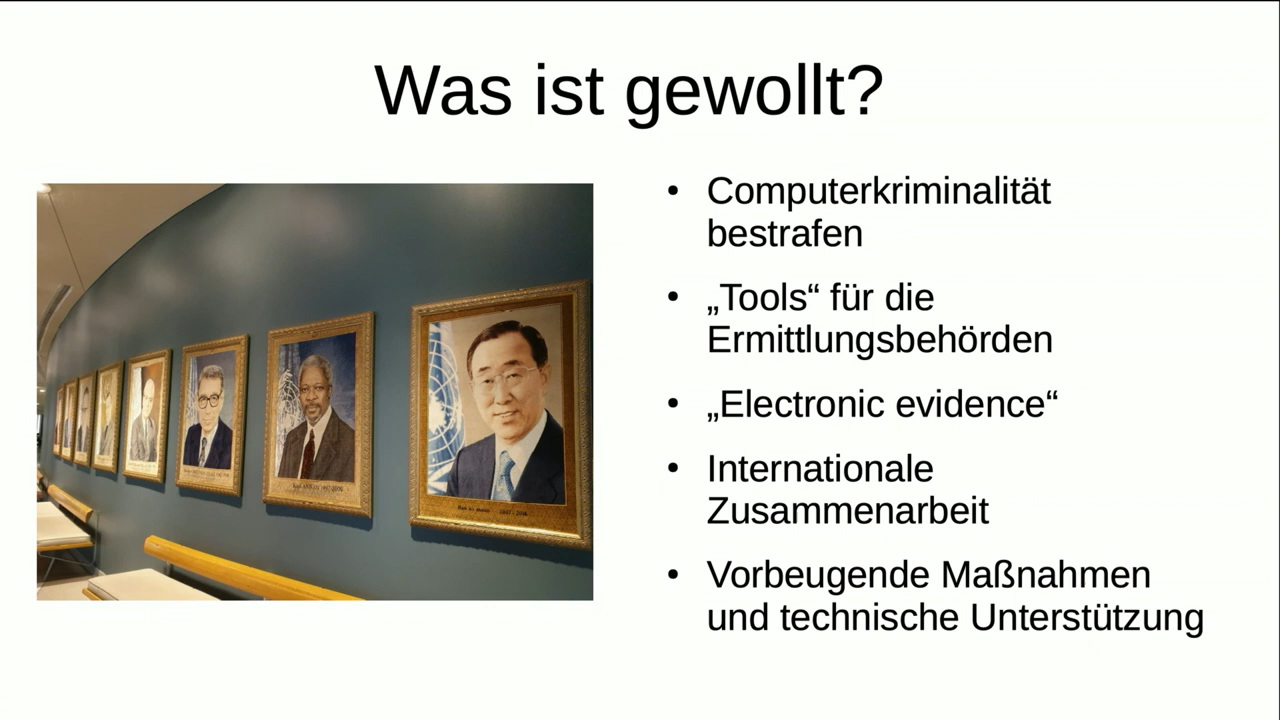 Was ist gewollt?
• Computerkriminalität
bestrafen
• „Tools“ für die
Ermittlungsbehörden
• „Electronic evidence“
• Internationale
Zusammenarbeit
• Vorbeugende Maßnahmen
und technische Unterstützung